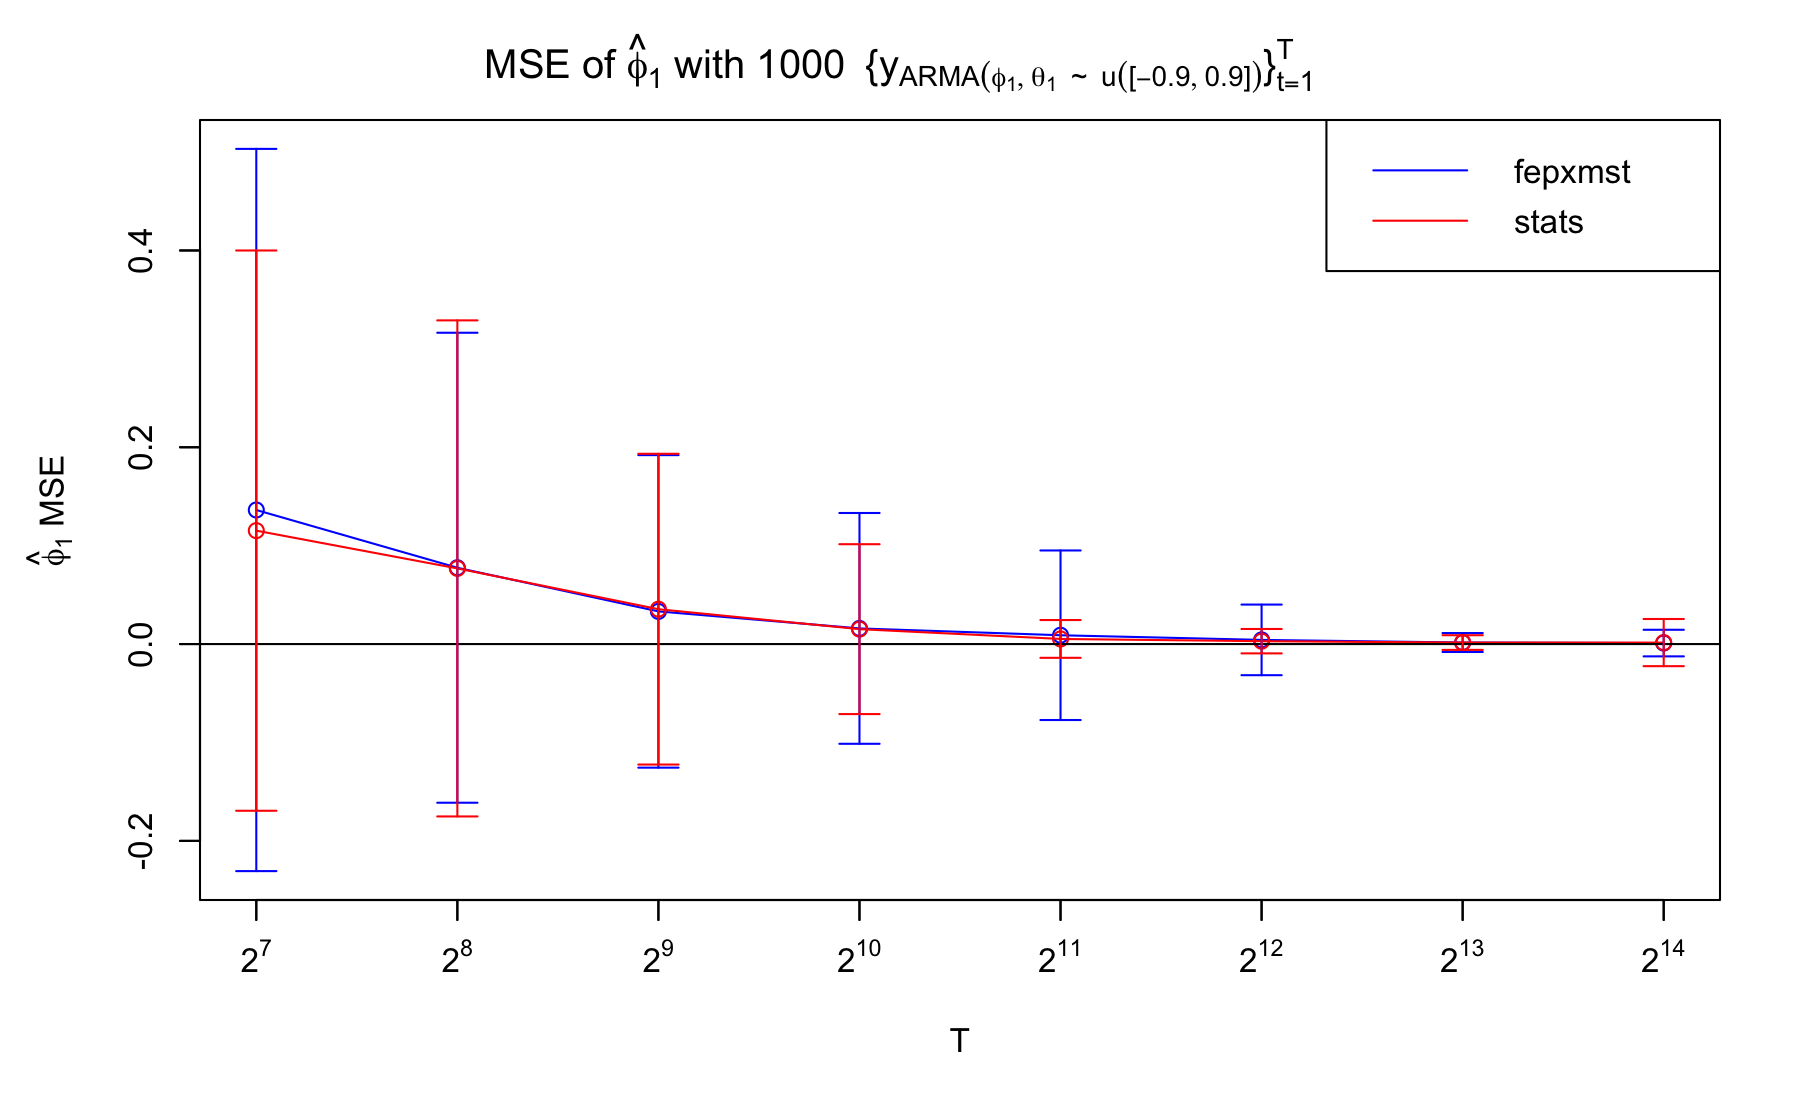 MSE of ϕ̂₁ with 1000 {y_ARMA(ϕ₁, θ₁ ~ u([−0.9, 0.9]))}ᵀₜ₌₁
fepxmst
stats
0.4
0.2
0.0
-0.2
ϕ̂₁ MSE
2⁷ 2⁸ 2⁹ 2¹⁰ 2¹¹ 2¹² 2¹³ 2¹⁴
T